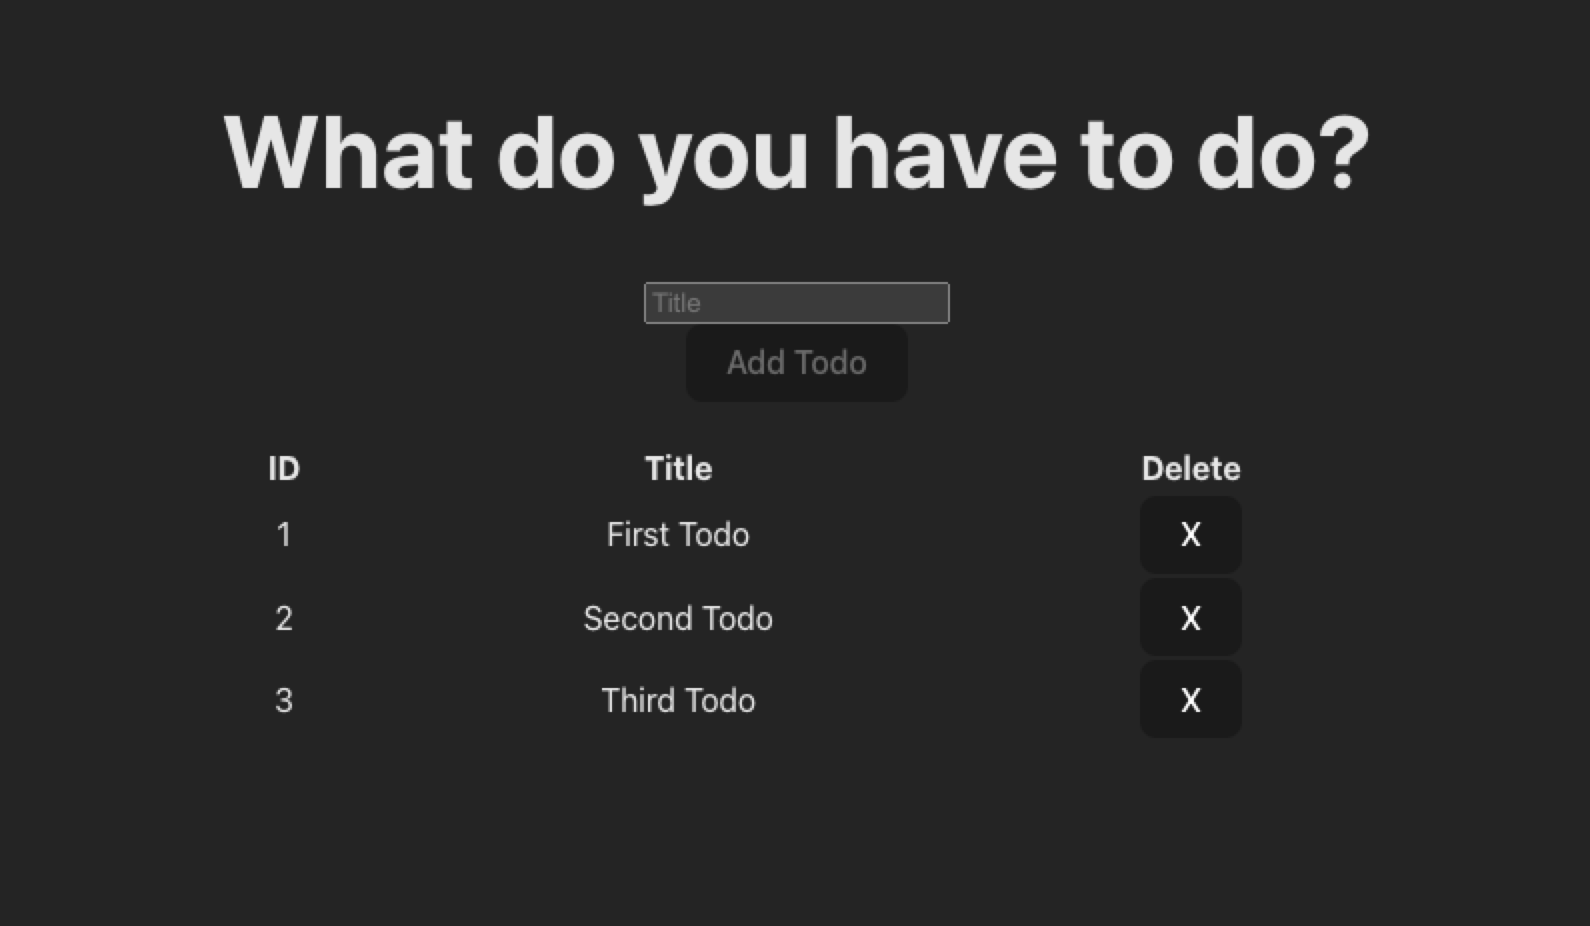 What do you have to do?
Title
Add Todo
ID Title Delete
1 First Todo X
2 Second Todo X
3 Third Todo X